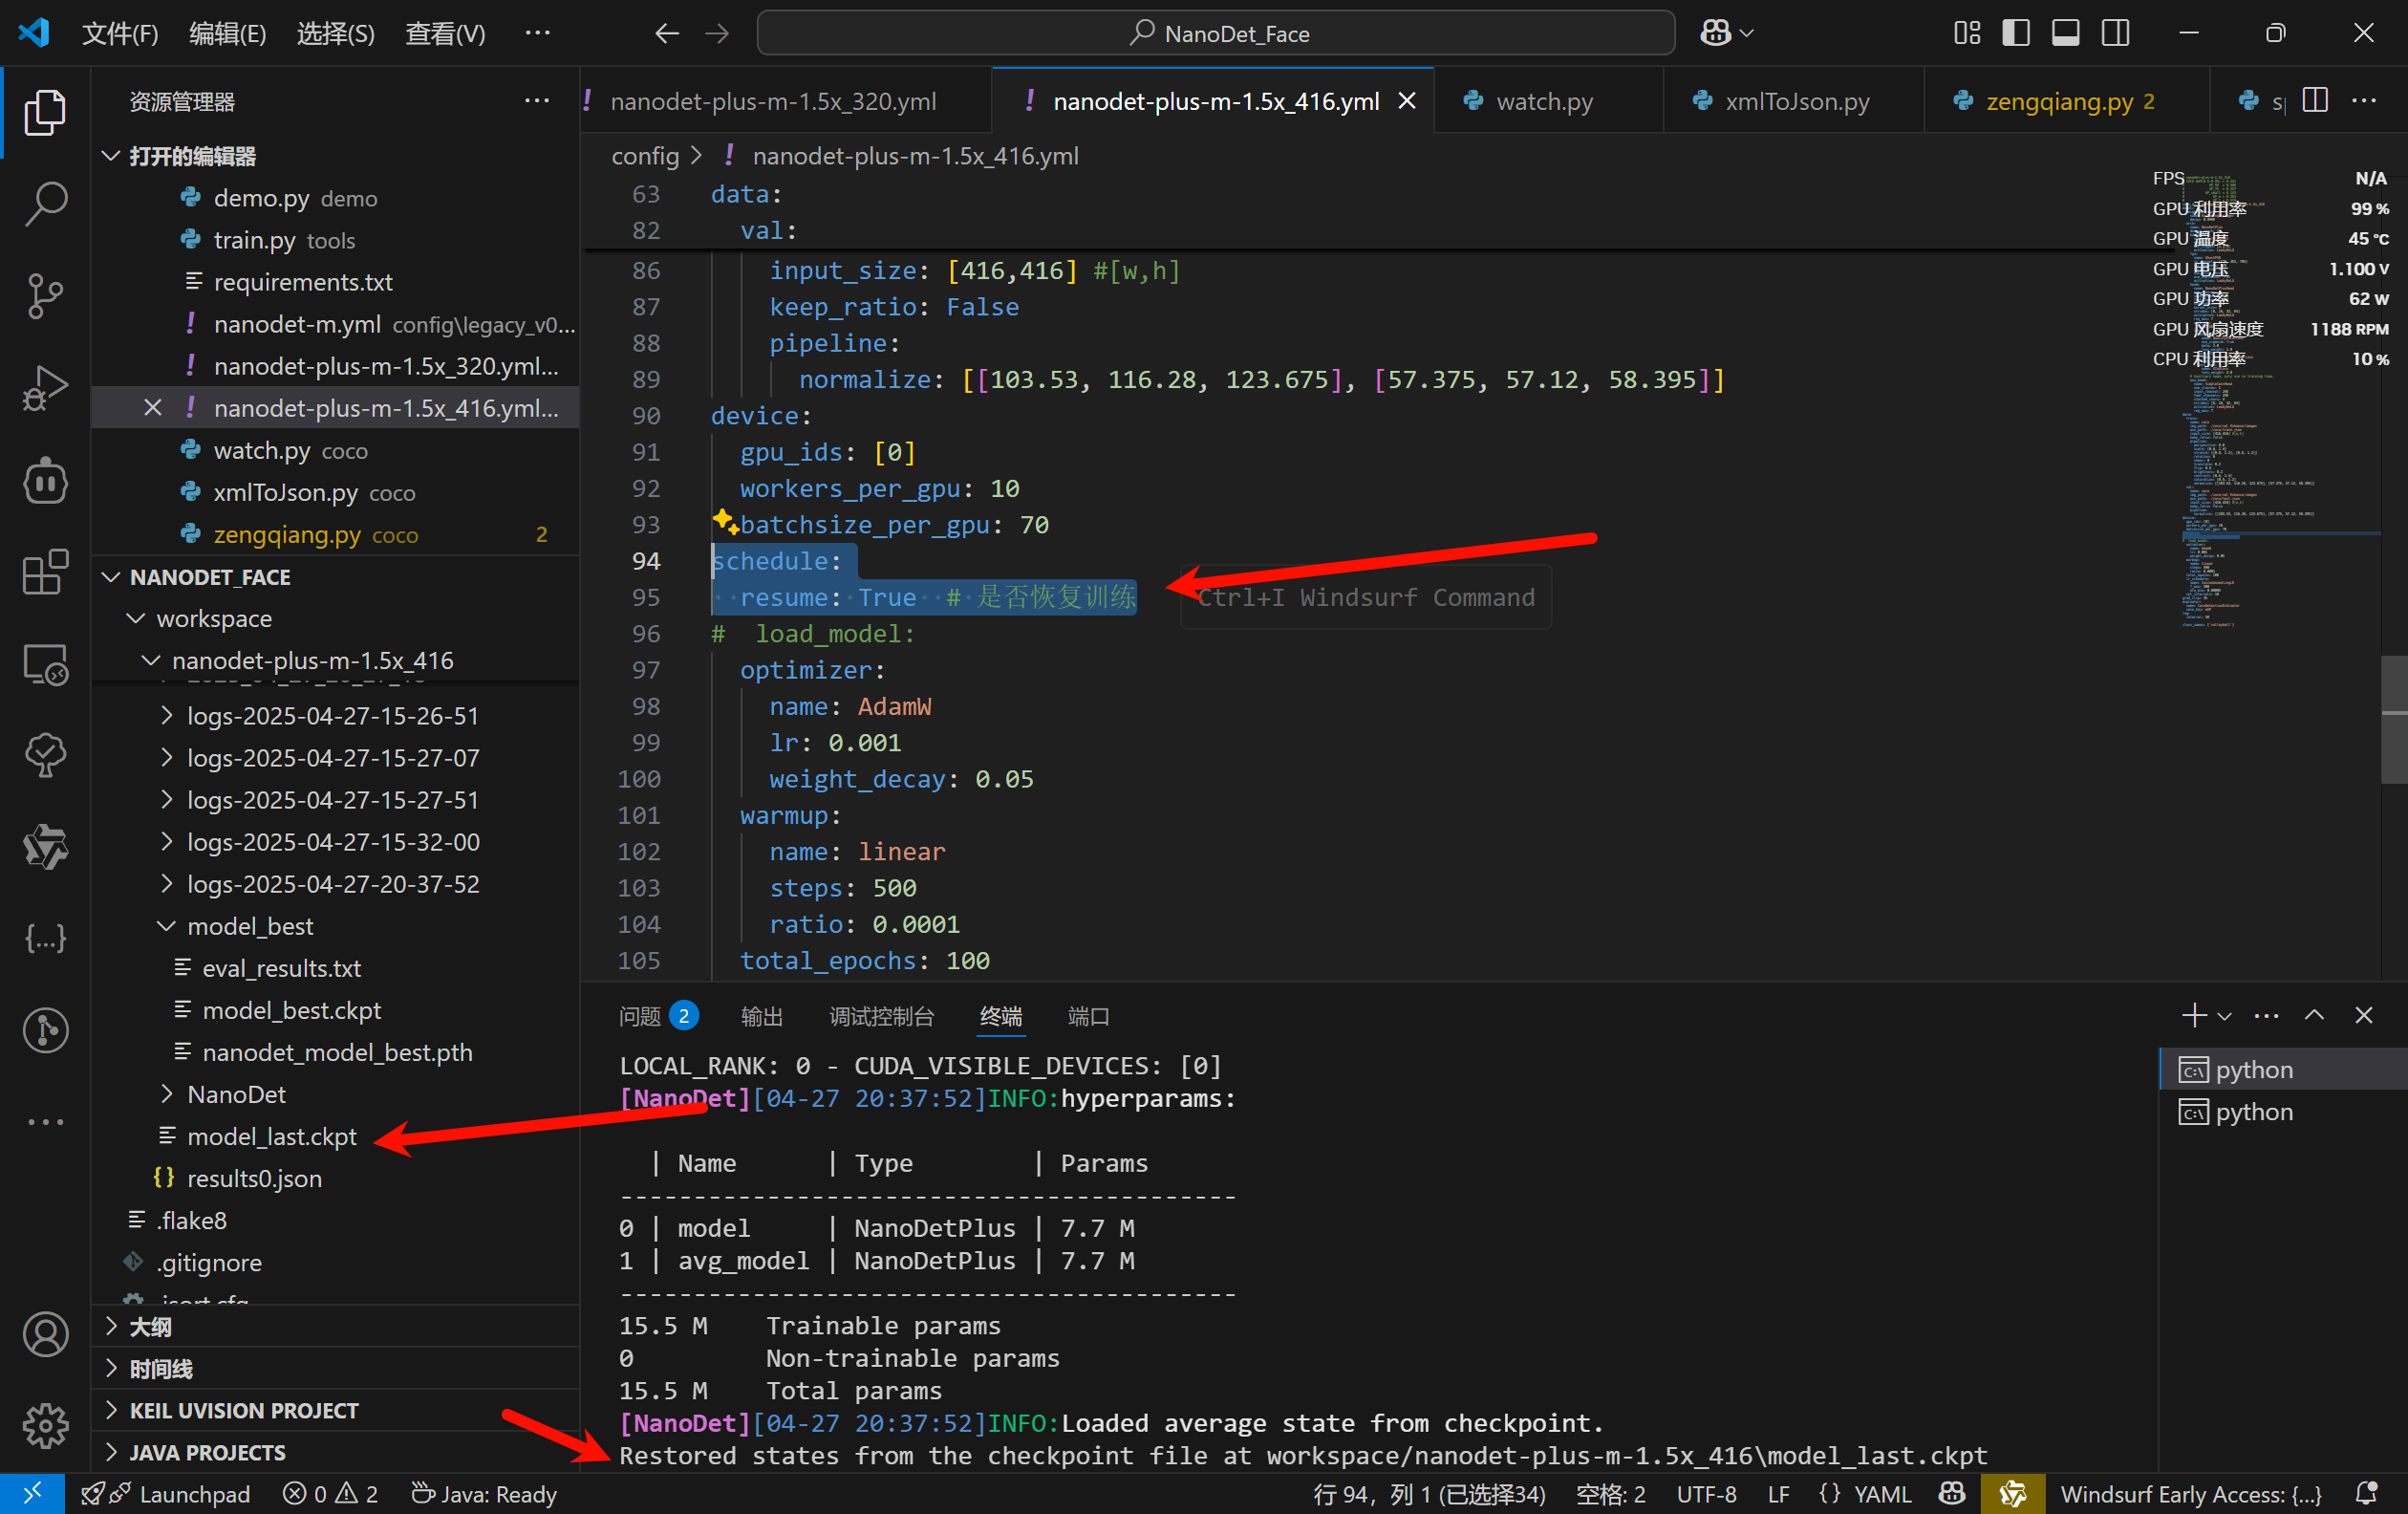 文件(F) 编辑(E) 选择(S) 查看(V) ··· NanoDet_Face
资源管理器 ···
nanodet-plus-m-1.5x_320.yml nanodet-plus-m-1.5x_416.yml watch.py xmlToJson.py zengqiang.py 2
打开的编辑器
demo.py demo
train.py tools
requirements.txt
nanodet-m.yml config\legacy_v0...
nanodet-plus-m-1.5x_320.yml...
nanodet-plus-m-1.5x_416.yml...
watch.py coco
xmlToJson.py coco
zengqiang.py coco 2
NANODET_FACE
workspace
nanodet-plus-m-1.5x_416
logs-2025-04-27-15-26-51
logs-2025-04-27-15-27-07
logs-2025-04-27-15-27-51
logs-2025-04-27-15-32-00
logs-2025-04-27-20-37-52
model_best
eval_results.txt
model_best.ckpt
nanodet_model_best.pth
NanoDet
model_last.ckpt
results0.json
.flake8
.gitignore
.isort.cfg
大纲
时间线
KEIL UVISION PROJECT
JAVA PROJECTS
config > nanodet-plus-m-1.5x_416.yml
63 data:
82 val:
86 input_size: [416,416] #[w,h]
87 keep_ratio: False
88 pipeline:
89 normalize: [[103.53, 116.28, 123.675], [57.375, 57.12, 58.395]]
90 device:
91 gpu_ids: [0]
92 workers_per_gpu: 10
93 batchsize_per_gpu: 70
94 schedule:
95 resume: True # 是否恢复训练 Ctrl+I Windsurf Command
96 # load_model:
97 optimizer:
98 name: AdamW
99 lr: 0.001
100 weight_decay: 0.05
101 warmup:
102 name: linear
103 steps: 500
104 ratio: 0.0001
105 total_epochs: 100
FPS N/A
GPU 利用率 99 %
GPU 温度 45 °C
GPU 电压 1.100 V
GPU 功率 62 W
GPU 风扇速度 1188 RPM
CPU 利用率 10 %
问题 2 输出 调试控制台 终端 端口
LOCAL_RANK: 0 - CUDA_VISIBLE_DEVICES: [0]
[NanoDet][04-27 20:37:52]INFO:hyperparams:
| Name | Type | Params
------------------------------------------
0 | model | NanoDetPlus | 7.7 M
1 | avg_model | NanoDetPlus | 7.7 M
------------------------------------------
15.5 M Trainable params
0 Non-trainable params
15.5 M Total params
[NanoDet][04-27 20:37:52]INFO:Loaded average state from checkpoint.
Restored states from the checkpoint file at workspace/nanodet-plus-m-1.5x_416\model_last.ckpt
python
python
Launchpad 0 2 Java: Ready 行 94，列 1 (已选择34) 空格: 2 UTF-8 LF {} YAML Windsurf Early Access: {...}